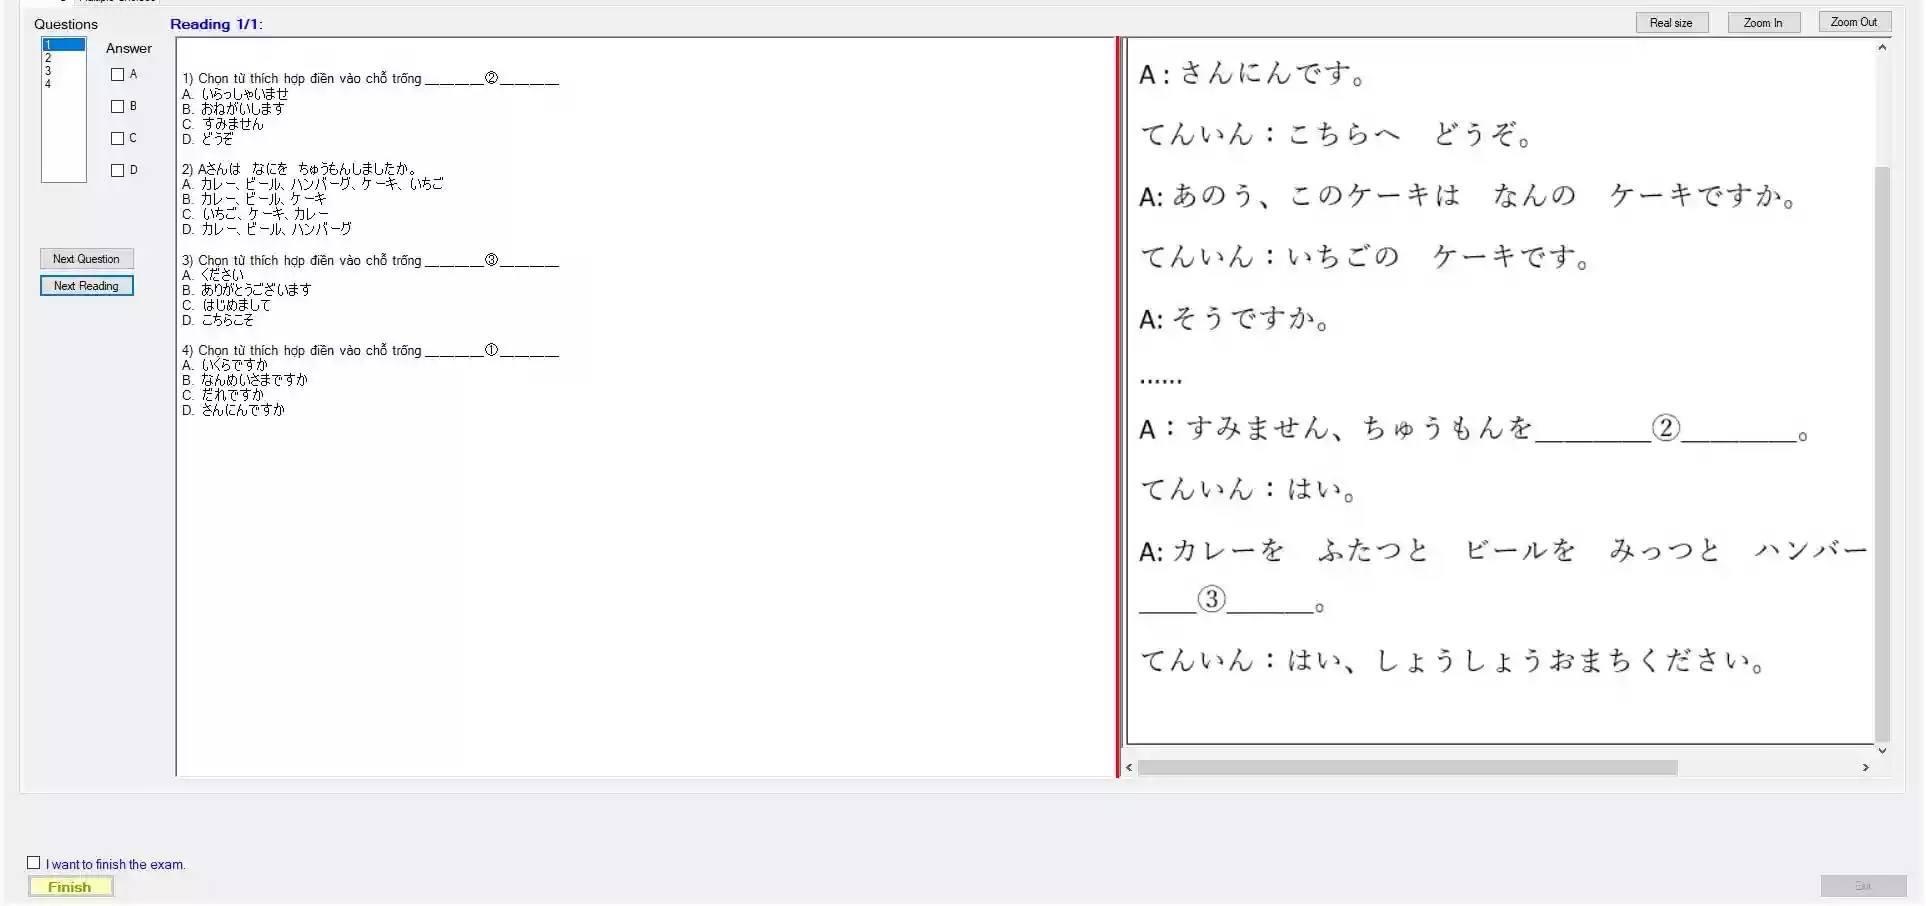 Multiple Choices
Questions
Reading 1/1:
Real size
Zoom In
Zoom Out
1
2
3
4
Answer
A
B
C
D
Next Question
Next Reading
1) Chọn từ thích hợp điền vào chỗ trống ________②________
A. いらっしゃいませ
B. おねがいします
C. すみません
D. どうぞ
2) Aさんは なにを ちゅうもんしましたか。
A. カレー、ビール、ハンバーグ、ケーキ、いちご
B. カレー、ビール、ケーキ
C. いちご、ケーキ、カレー
D. カレー、ビール、ハンバーグ
3) Chọn từ thích hợp điền vào chỗ trống ________③________
A. ください
B. ありがとうございます
C. はじめまして
D. こちらこそ
4) Chọn từ thích hợp điền vào chỗ trống ________①________
A. いくらですか
B. なんめいさまですか
C. だれですか
D. さんにんですか
A : さんにんです。
てんいん：こちらへ どうぞ。
A: あのう、このケーキは なんの ケーキですか。
てんいん：いちごの ケーキです。
A: そうですか。
......
A：すみません、ちゅうもんを________②________。
てんいん：はい。
A: カレーを ふたつと ビールを みっつと ハンバー
____③______。
てんいん：はい、しょうしょうおまちください。
I want to finish the exam.
Finish
Exit